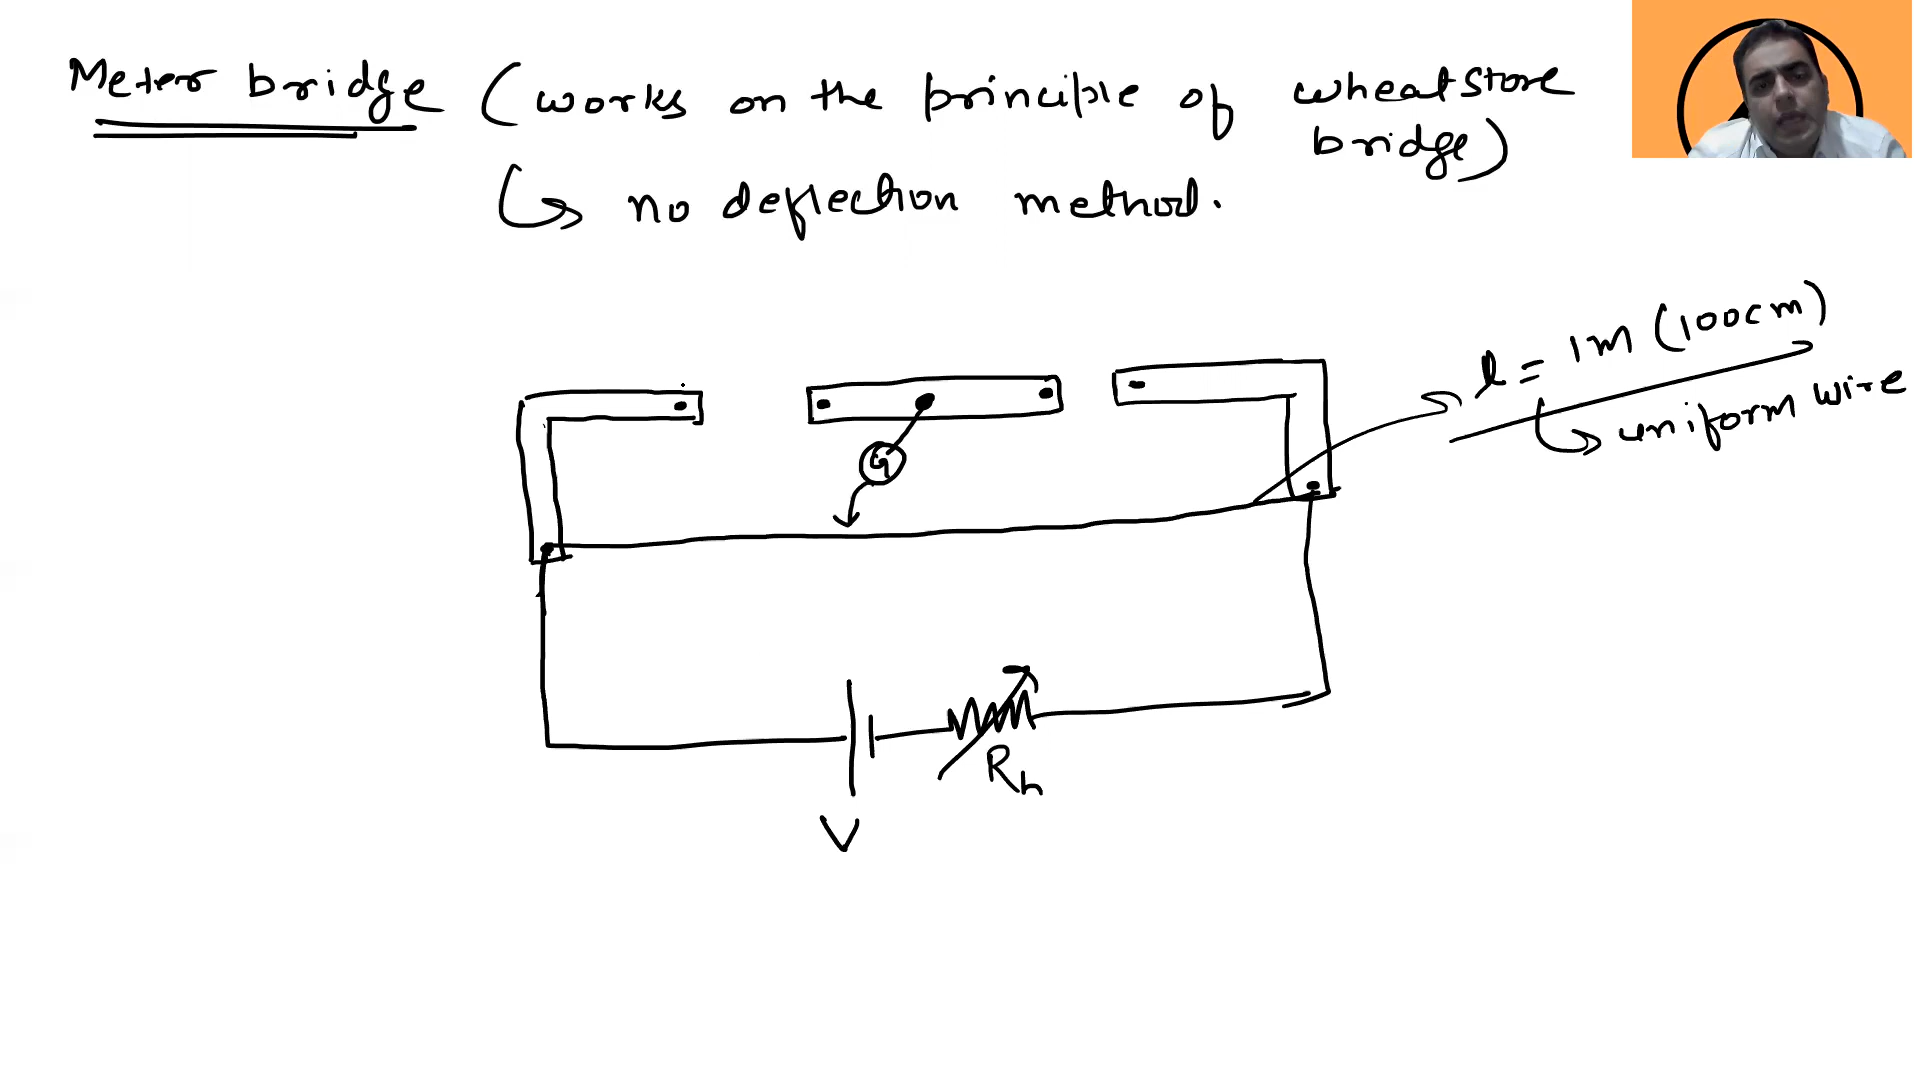 Meter bridge (works on the principle of wheatstone
bridge)
↳ no deflection method.
l = 1m (100cm)
↳ uniform wire
G
Rh
V